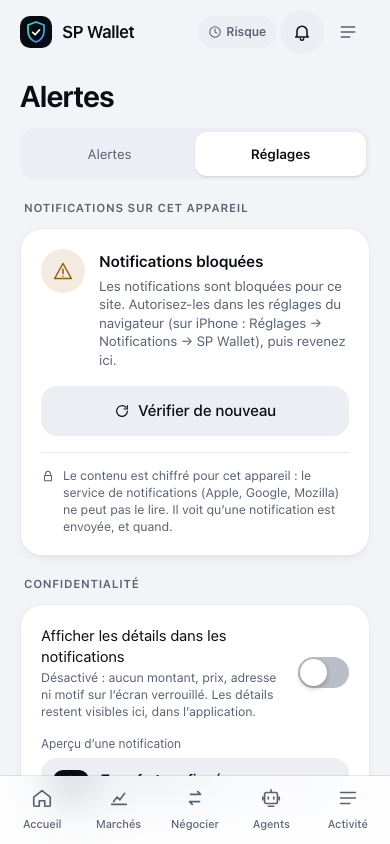 SP Wallet
Risque
Alertes
Alertes
Réglages
NOTIFICATIONS SUR CET APPAREIL
Notifications bloquées
Les notifications sont bloquées pour ce
site. Autorisez-les dans les réglages du
navigateur (sur iPhone : Réglages →
Notifications → SP Wallet), puis revenez
ici.
Vérifier de nouveau
Le contenu est chiffré pour cet appareil : le
service de notifications (Apple, Google, Mozilla)
ne peut pas le lire. Il voit qu’une notification est
envoyée, et quand.
CONFIDENTIALITÉ
Afficher les détails dans les
notifications
Désactivé : aucun montant, prix, adresse
ni motif sur l’écran verrouillé. Les détails
restent visibles ici, dans l’application.
Aperçu d’une notification
Accueil
Marchés
Négocier
Agents
Activité